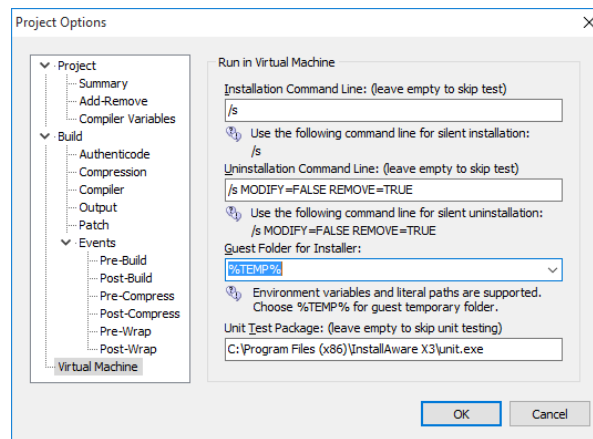 Project Options
Project
Summary
Add-Remove
Compiler Variables
Build
Authenticode
Compression
Compiler
Output
Patch
Events
Pre-Build
Post-Build
Pre-Compress
Post-Compress
Pre-Wrap
Post-Wrap
Virtual Machine
Run in Virtual Machine
Installation Command Line: (leave empty to skip test)
/s
Use the following command line for silent installation:
/s
Uninstallation Command Line: (leave empty to skip test)
/s MODIFY=FALSE REMOVE=TRUE
Use the following command line for silent uninstallation:
/s MODIFY=FALSE REMOVE=TRUE
Guest Folder for Installer:
%TEMP%
Environment variables and literal paths are supported.
Choose %TEMP% for guest temporary folder.
Unit Test Package: (leave empty to skip unit testing)
C:\Program Files (x86)\InstallAware X3\unit.exe
OK
Cancel